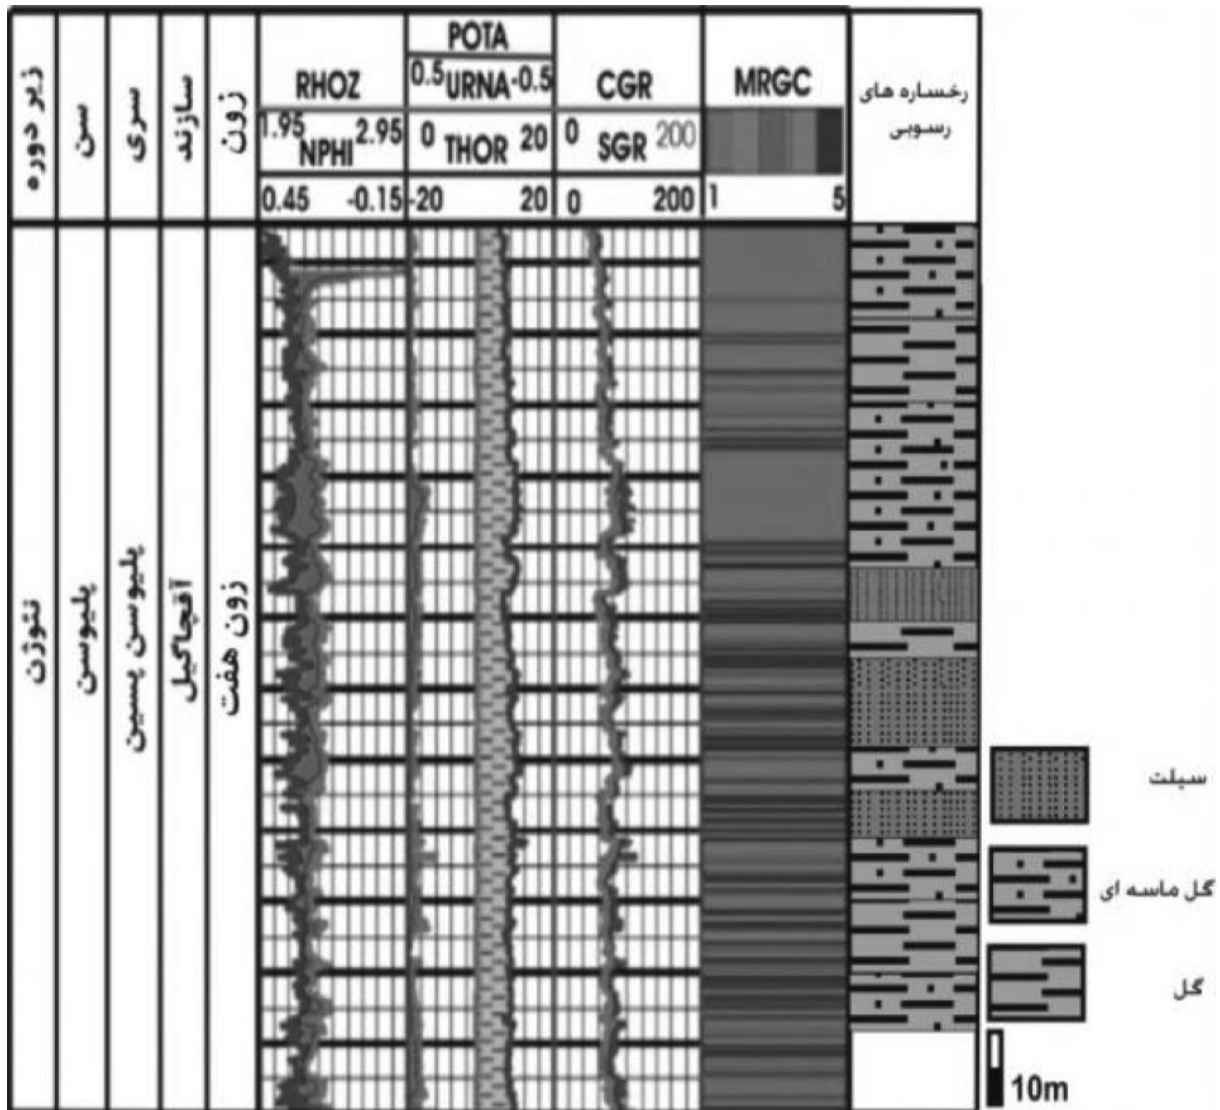 زیر دوره
سن
سری
سازند
زون
RHOZ
1.95 2.95
NPHI
0.45 -0.15
POTA
0.5 URNA -0.5
0 THOR 20
-20 20
CGR
0 SGR 200
0 200
MRGC
1 5
رخساره های
رسوبی
نئوژن
پلیوسن
پلیوسن پسین
آقچاگیل
زون هفت
سیلت
گل ماسه ای
گل
10m